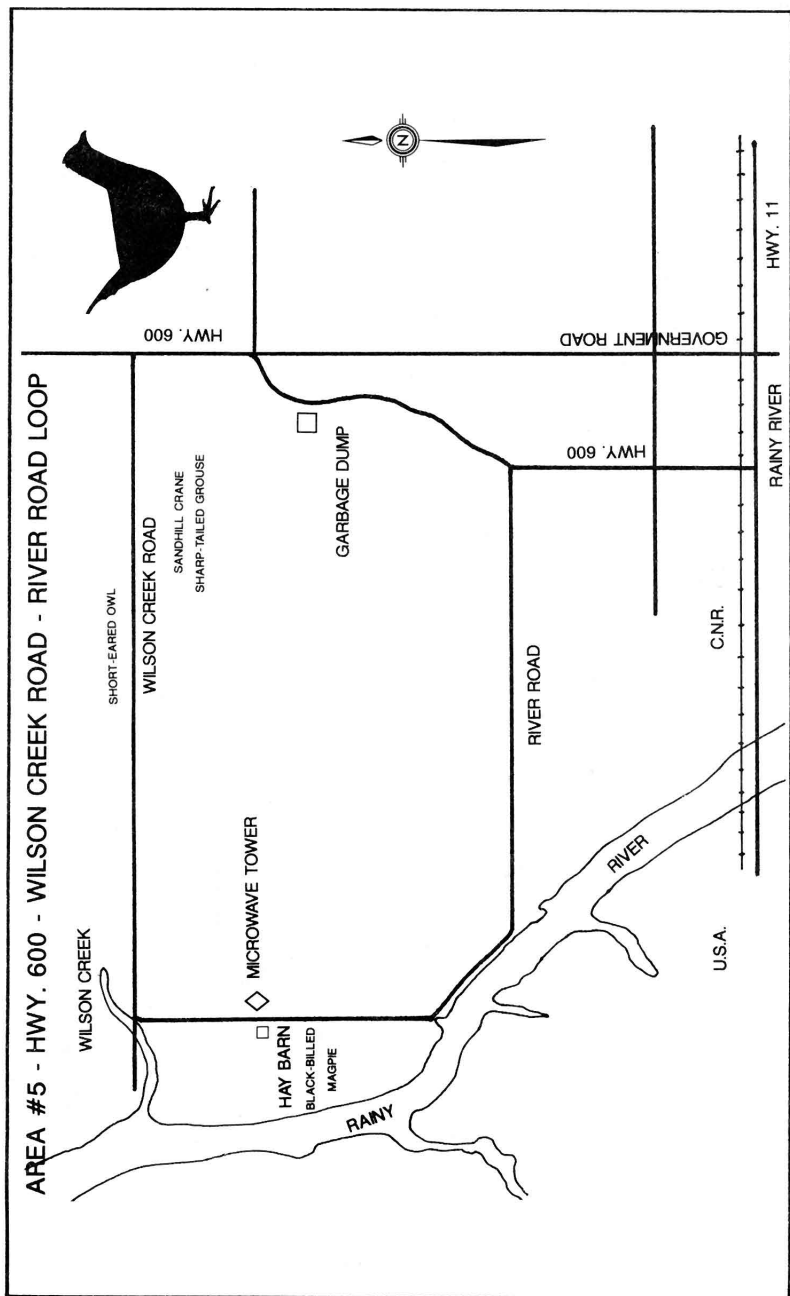 AREA #5 - HWY. 600 - WILSON CREEK ROAD - RIVER ROAD LOOP
WILSON CREEK
SHORT-EARED OWL
WILSON CREEK ROAD
SANDHILL CRANE
SHARP-TAILED GROUSE
HWY. 600
N
MICROWAVE TOWER
HAY BARN
BLACK-BILLED
MAGPIE
GARBAGE DUMP
RAINY
RIVER
RIVER ROAD
HWY. 600
GOVERNMENT ROAD
U.S.A.
C.N.R.
RAINY RIVER
HWY. 11